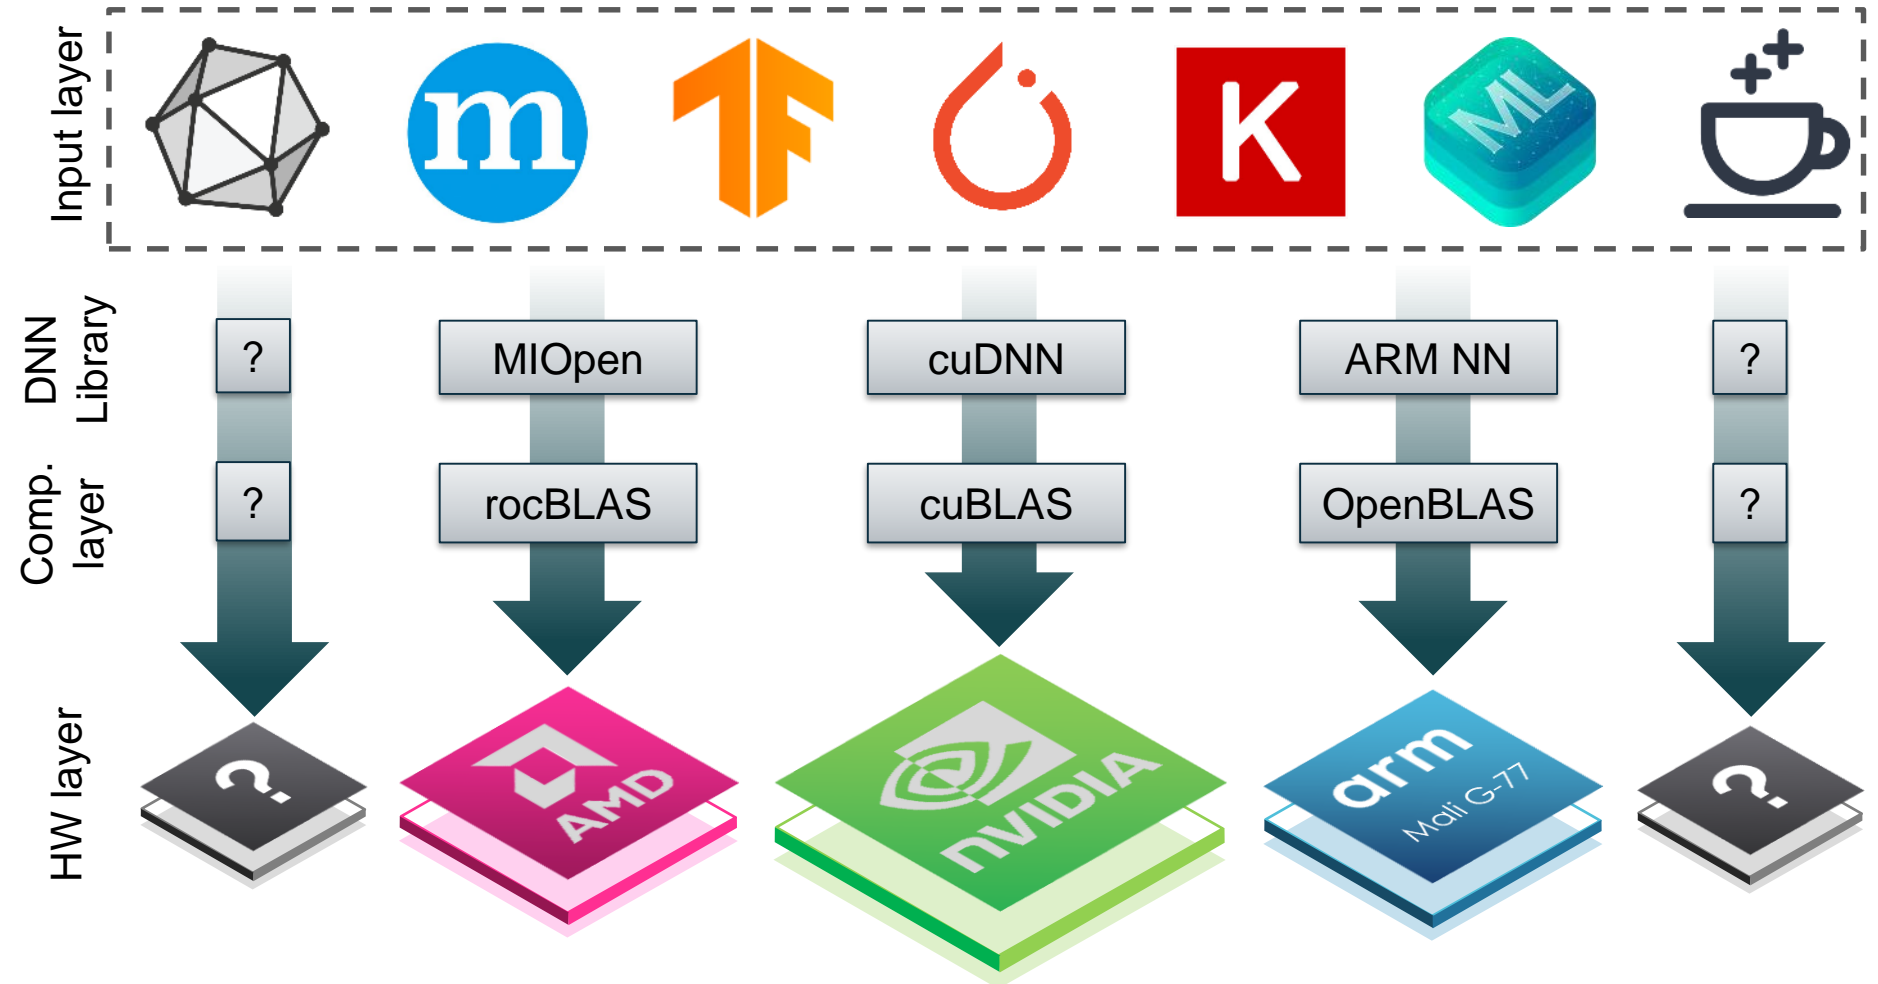 Input layer
m
TF
K
ML
++
DNN
Library
?
MIOpen
cuDNN
ARM NN
?
Comp.
layer
?
rocBLAS
cuBLAS
OpenBLAS
?
HW layer
?
AMD
nVIDIA
arm
Mali G-77
?